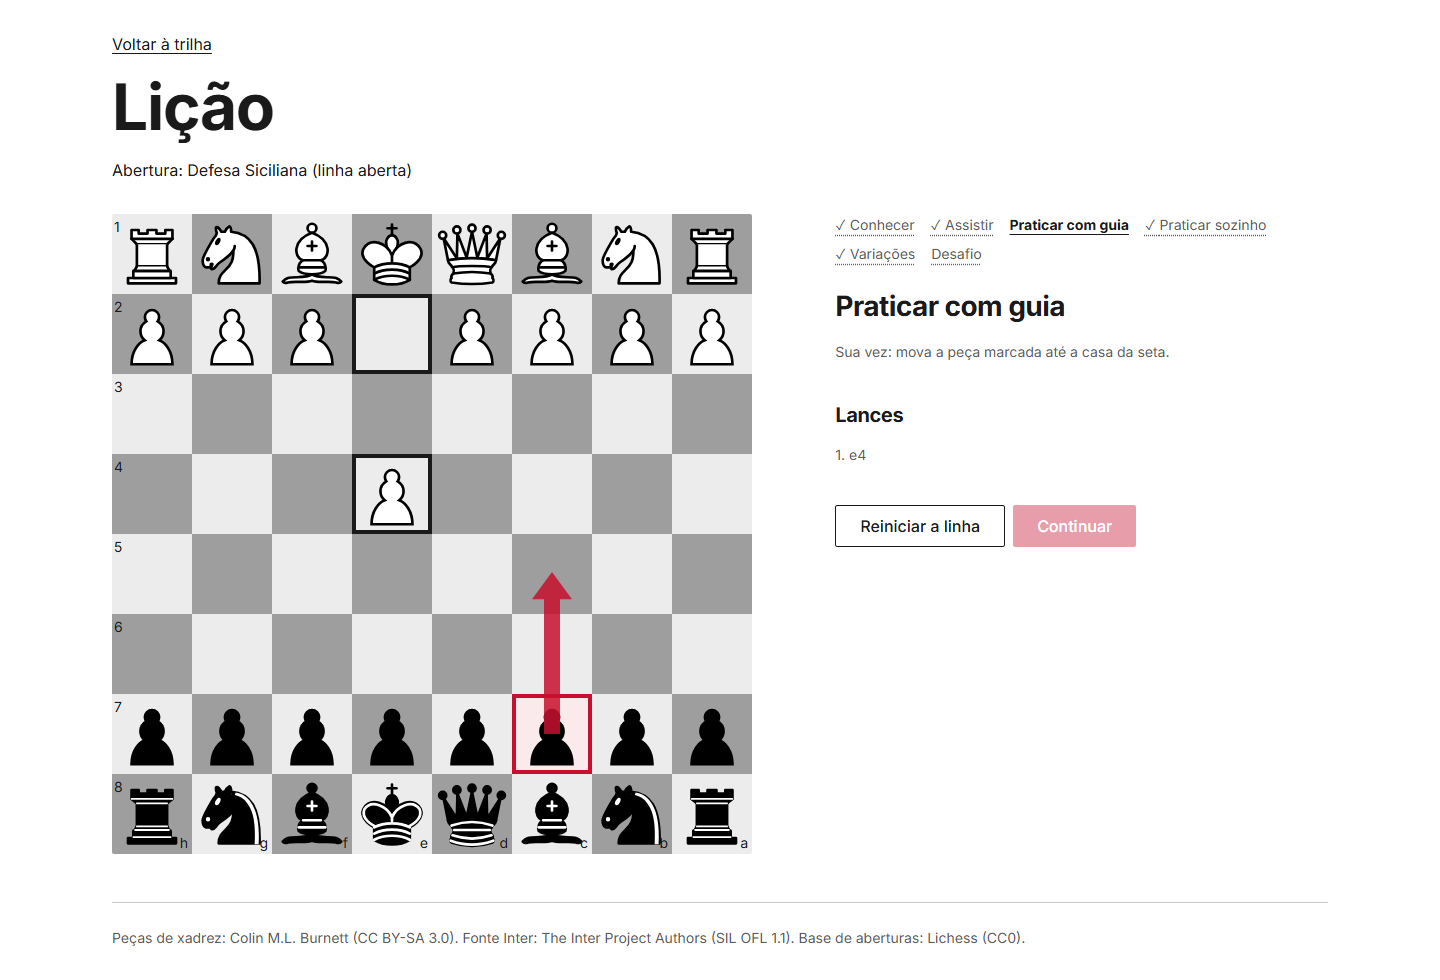 Voltar à trilha
Lição
Abertura: Defesa Siciliana (linha aberta)
1
2
3
4
5
6
7
8
h g f e d c b a
✓ Conhecer ✓ Assistir Praticar com guia ✓ Praticar sozinho
✓ Variações Desafio
Praticar com guia
Sua vez: mova a peça marcada até a casa da seta.
Lances
1. e4
Reiniciar a linha Continuar
Peças de xadrez: Colin M.L. Burnett (CC BY-SA 3.0). Fonte Inter: The Inter Project Authors (SIL OFL 1.1). Base de aberturas: Lichess (CC0).